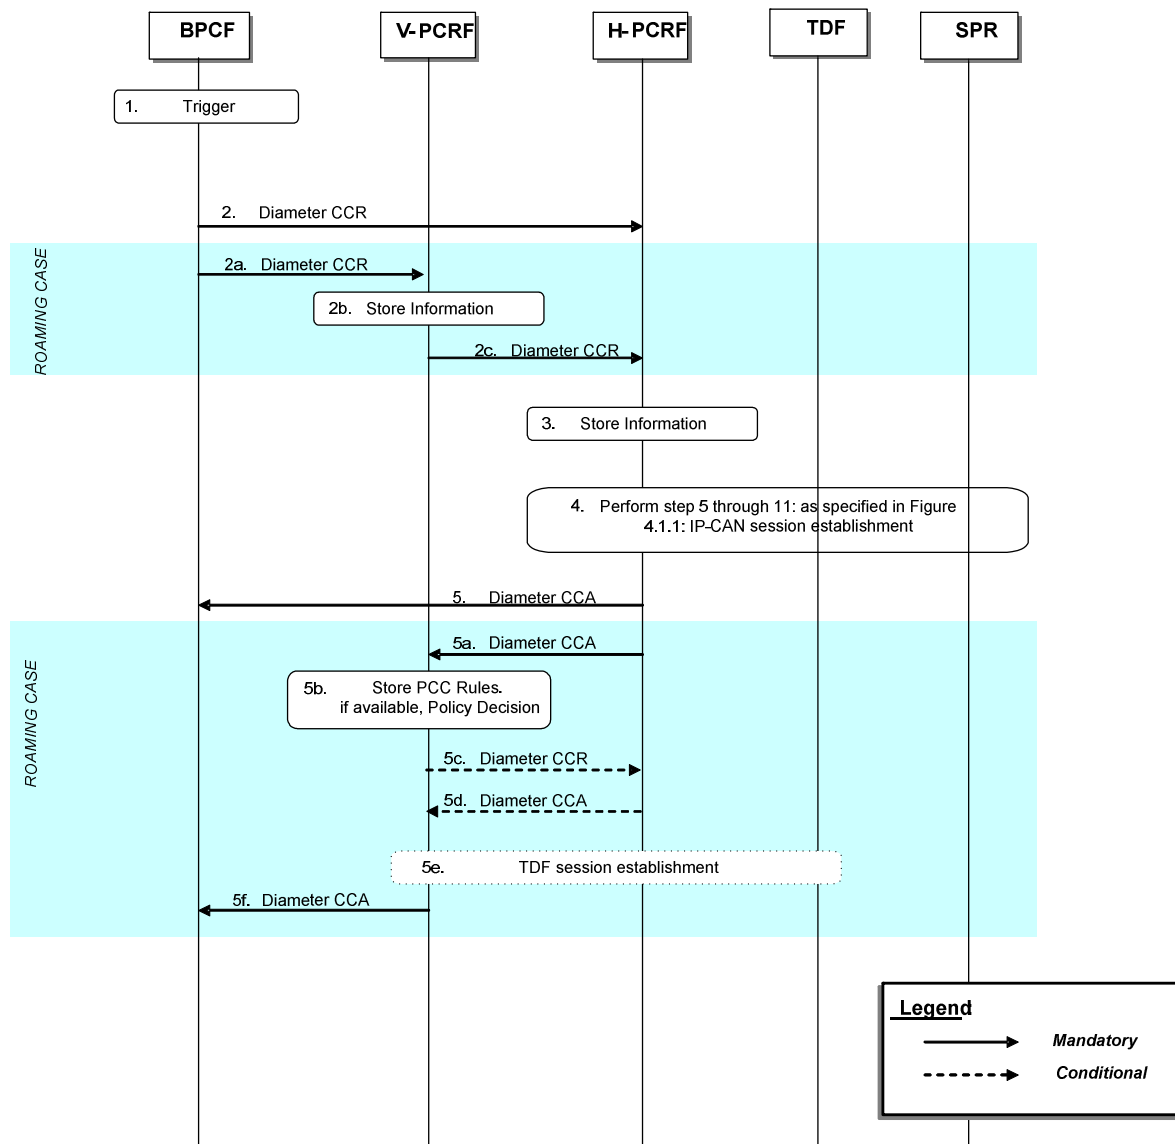 BPCF
V-PCRF
H-PCRF
TDF
SPR
1. Trigger
2. Diameter CCR
ROAMING CASE
2a. Diameter CCR
2b. Store Information
2c. Diameter CCR
3. Store Information
4. Perform step 5 through 11: as specified in Figure
4.1.1: IP-CAN session establishment
5. Diameter CCA
ROAMING CASE
5a. Diameter CCA
5b. Store PCC Rules.
if available, Policy Decision
5c. Diameter CCR
5d. Diameter CCA
5e. TDF session establishment
5f. Diameter CCA
Legend
Mandatory
Conditional